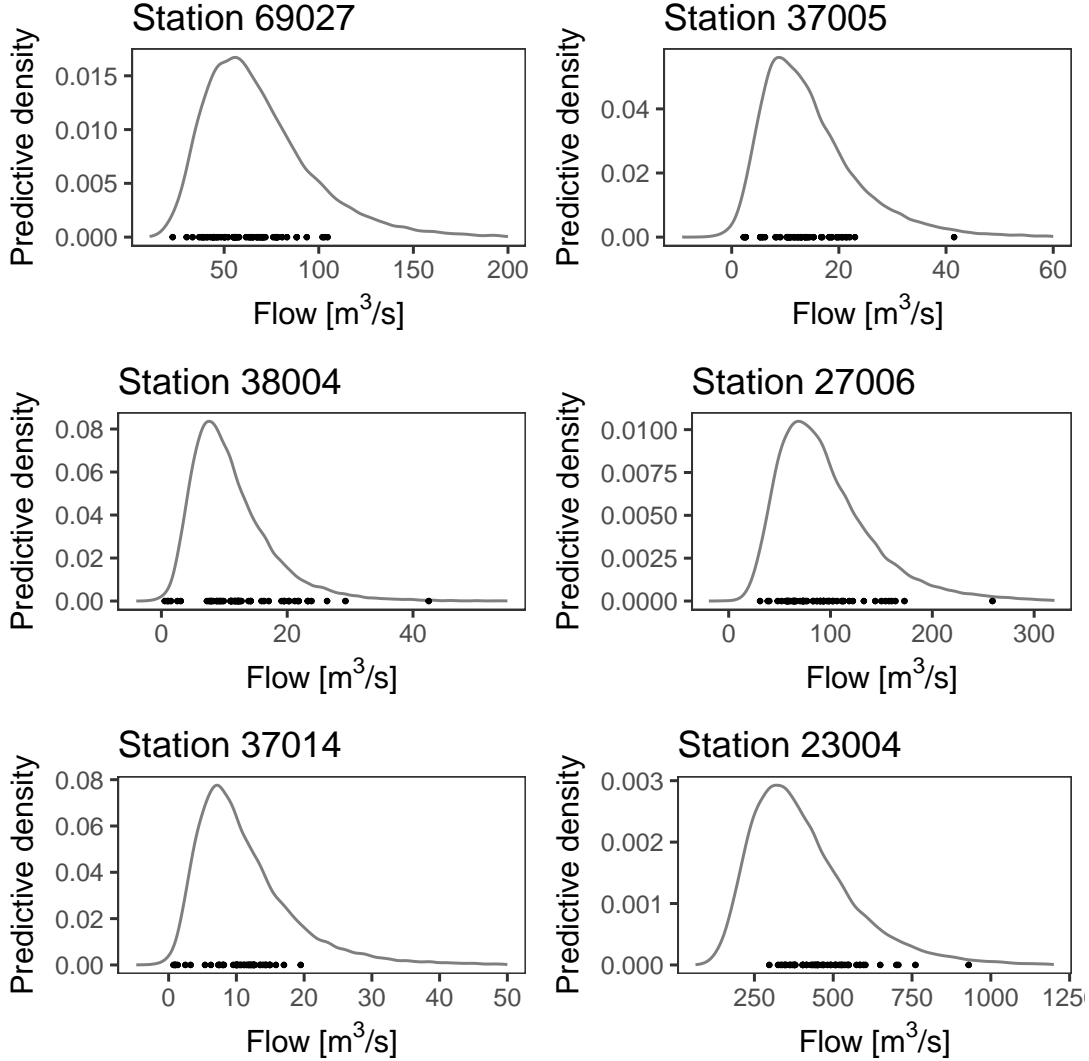 Station 69027
Predictive density
0.015
0.010
0.005
0.000
50
100
150
200
Flow [m³/s]
Station 37005
Predictive density
0.04
0.02
0.00
0
20
40
60
Flow [m³/s]
Station 38004
Predictive density
0.08
0.06
0.04
0.02
0.00
0
20
40
Flow [m³/s]
Station 27006
Predictive density
0.0100
0.0075
0.0050
0.0025
0.0000
0
100
200
300
Flow [m³/s]
Station 37014
Predictive density
0.08
0.06
0.04
0.02
0.00
0
10
20
30
40
50
Flow [m³/s]
Station 23004
Predictive density
0.003
0.002
0.001
0.000
250
500
750
1000
Flow [m³/s]